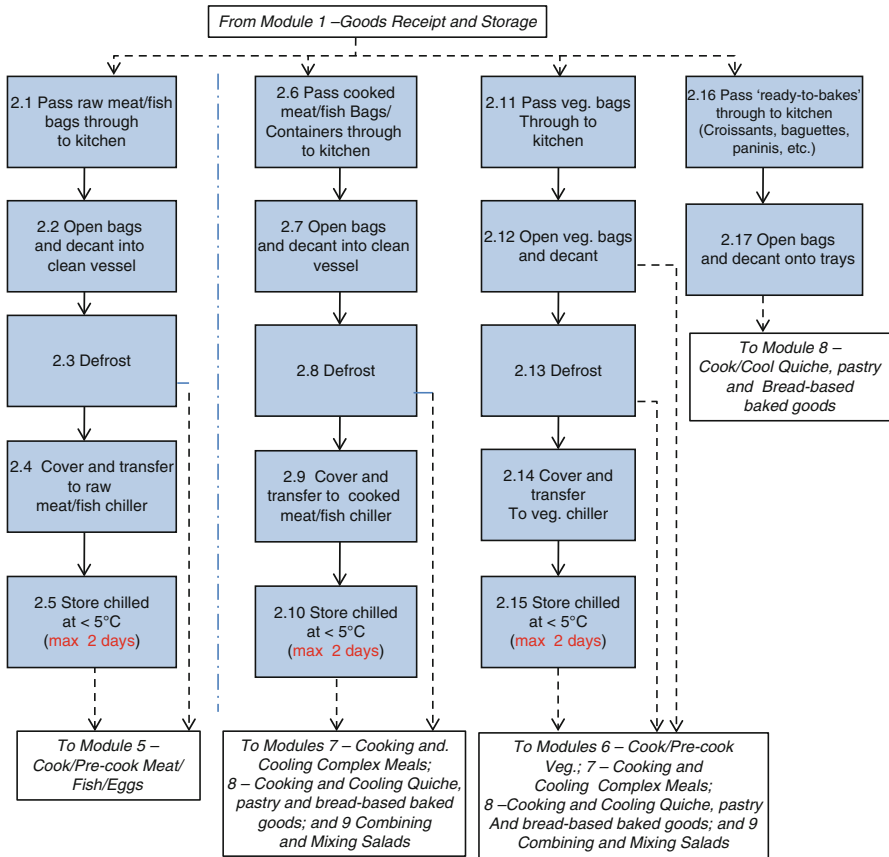 From Module 1 –Goods Receipt and Storage
2.1 Pass raw meat/fish
bags through
to kitchen
2.2 Open bags
and decant into
clean vessel
2.3 Defrost
2.4 Cover and transfer
to raw
meat/fish chiller
2.5 Store chilled
at < 5°C
(max 2 days)
To Module 5 –
Cook/Pre-cook Meat/
Fish/Eggs
2.6 Pass cooked
meat/fish Bags/
Containers through
to kitchen
2.7 Open bags
and decant into clean
vessel
2.8 Defrost
2.9 Cover and
transfer to cooked
meat/fish chiller
2.10 Store chilled
at < 5°C
(max 2 days)
To Modules 7 – Cooking and.
Cooling Complex Meals;
8 – Cooking and Cooling Quiche,
pastry and bread-based baked
goods; and 9 Combining
and Mixing Salads
2.11 Pass veg. bags
Through to
kitchen
2.12 Open veg. bags
and decant
2.13 Defrost
2.14 Cover and
transfer
To veg. chiller
2.15 Store chilled
at < 5°C
(max 2 days)
To Modules 6 – Cook/Pre-cook
Veg.; 7 – Cooking and
Cooling Complex Meals;
8 –Cooking and Cooling Quiche, pastry
And bread-based baked goods; and 9
Combining and Mixing Salads
2.16 Pass ‘ready-to-bakes’
through to kitchen
(Croissants, baguettes,
paninis, etc.)
2.17 Open bags
and decant onto trays
To Module 8 –
Cook/Cool Quiche, pastry
and Bread-based
baked goods